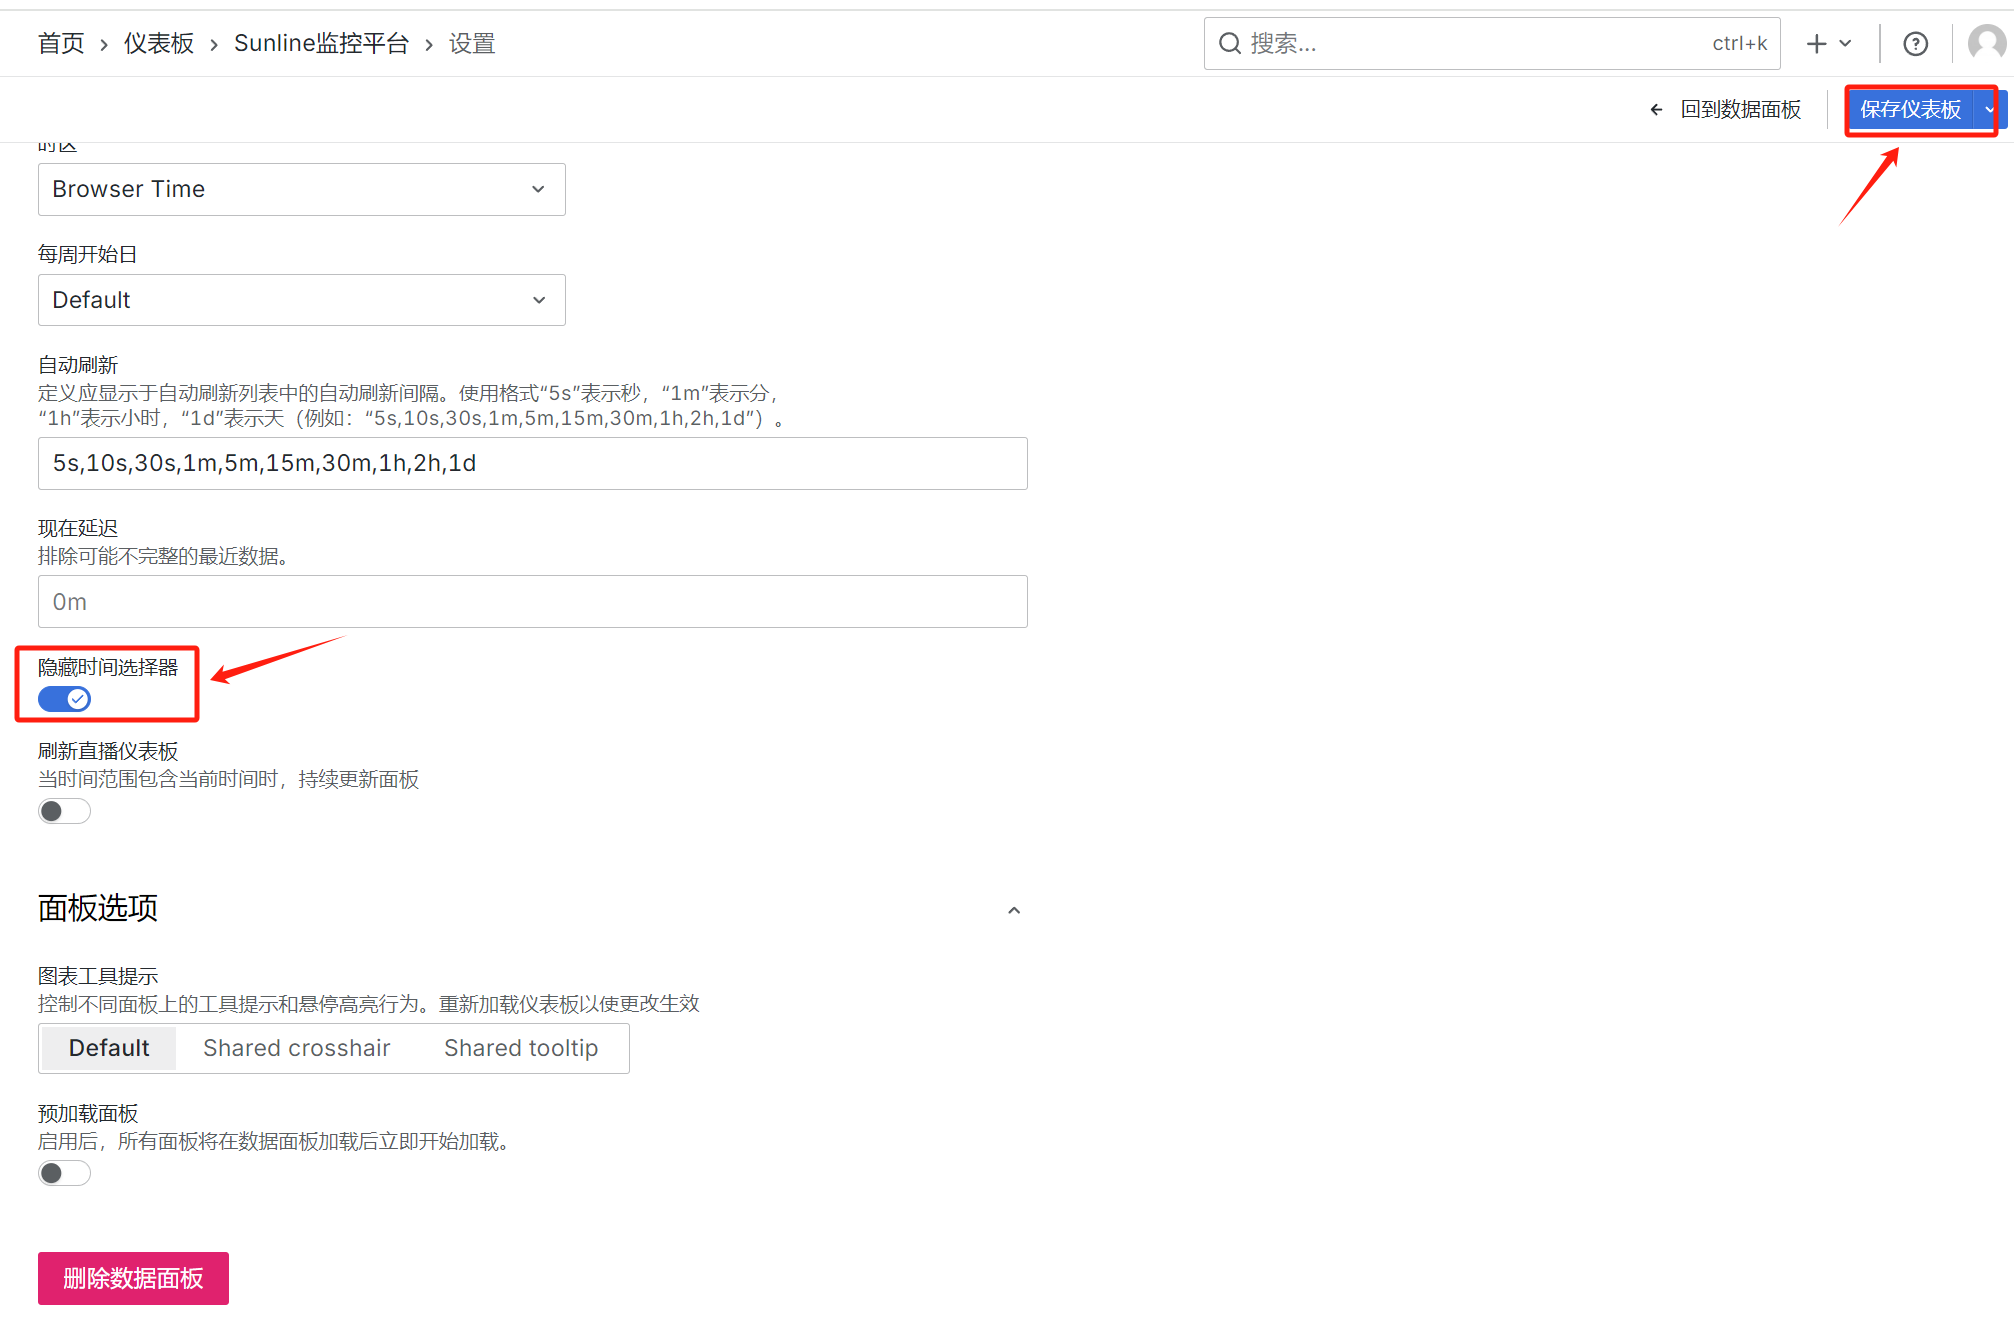 首页 › 仪表板 › Sunline监控平台 › 设置
搜索...
ctrl+k
回到数据面板
保存仪表板
时区
Browser Time
每周开始日
Default
自动刷新
定义应显示于自动刷新列表中的自动刷新间隔。使用格式“5s”表示秒，“1m”表示分，
“1h”表示小时，“1d”表示天（例如：“5s,10s,30s,1m,5m,15m,30m,1h,2h,1d”）。
5s,10s,30s,1m,5m,15m,30m,1h,2h,1d
现在延迟
排除可能不完整的最近数据。
0m
隐藏时间选择器
刷新直播仪表板
当时间范围包含当前时间时，持续更新面板
面板选项
图表工具提示
控制不同面板上的工具提示和悬停高亮行为。重新加载仪表板以使更改生效
Default Shared crosshair Shared tooltip
预加载面板
启用后，所有面板将在数据面板加载后立即开始加载。
删除数据面板